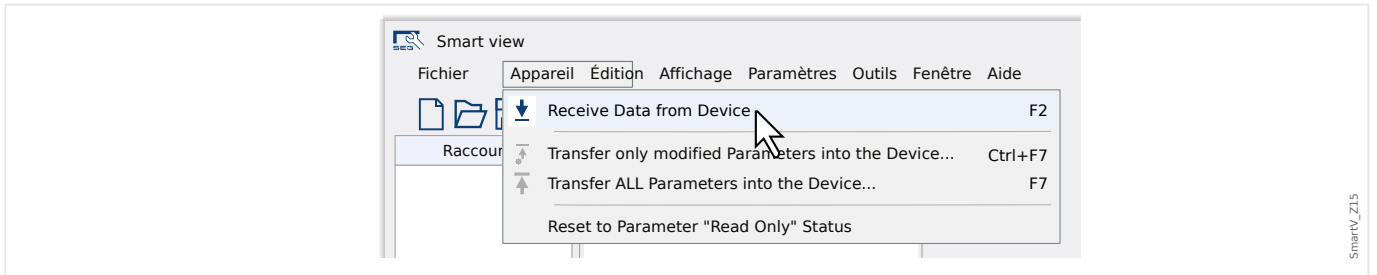 SEG
Smart view
Fichier Appareil Édition Affichage Paramètres Outils Fenêtre Aide
Receive Data from Device F2
Raccour
Transfer only modified Parameters into the Device... Ctrl+F7
Transfer ALL Parameters into the Device... F7
Reset to Parameter "Read Only" Status
SmartV_Z15